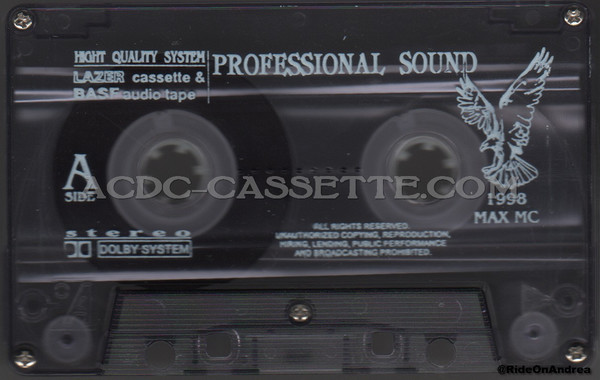 HIGHT QUALITY SYSTEM
LAZER cassette &
BASF audio tape
PROFESSIONAL SOUND
A
SIDE
ACDC-CASSETTE.COM
1998
MAX MC
stereo
DOLBY SYSTEM
ALL RIGHTS RESERVED.
UNAUTHORIZED COPYING, REPRODUCTION,
HIRING, LENDING, PUBLIC PERFORMANCE
AND BROADCASTING PROHIBITED.
©RideOnAndrea